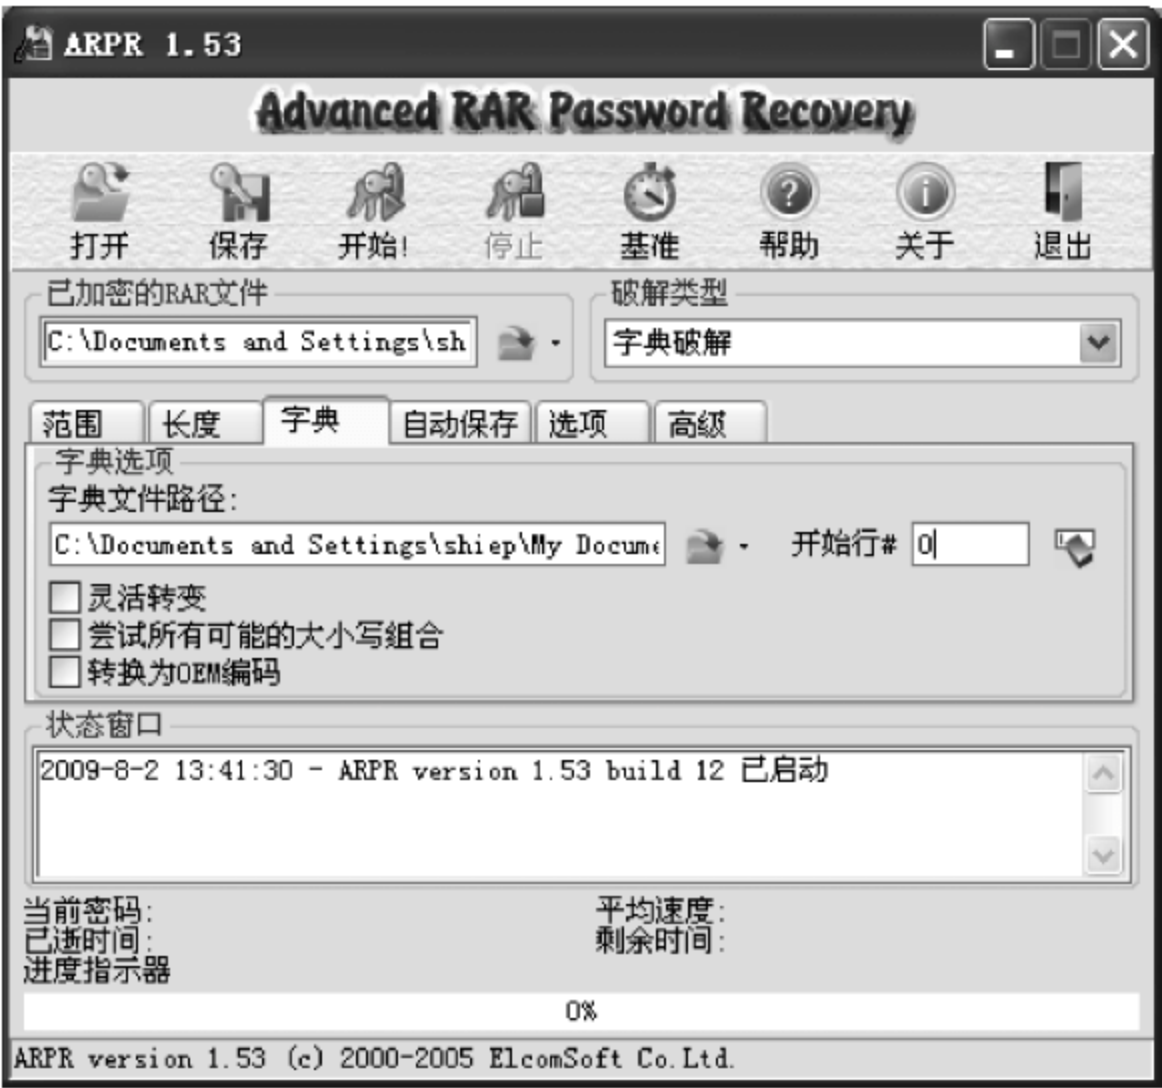 ARPR 1.53
Advanced RAR Password Recovery
打开 保存 开始! 停止 基准 帮助 关于 退出
已加密的RAR文件 破解类型
C:\Documents and Settings\sh 字典破解
范围 长度 字典 自动保存 选项 高级
字典选项
字典文件路径:
C:\Documents and Settings\shiep\My Docume 开始行# 0
灵活转变
尝试所有可能的大小写组合
转换为OEM编码
状态窗口
2009-8-2 13:41:30 - ARPR version 1.53 build 12 已启动
当前密码: 平均速度:
已逝时间: 剩余时间:
进度指示器
0%
ARPR version 1.53 (c) 2000-2005 ElcomSoft Co.Ltd.